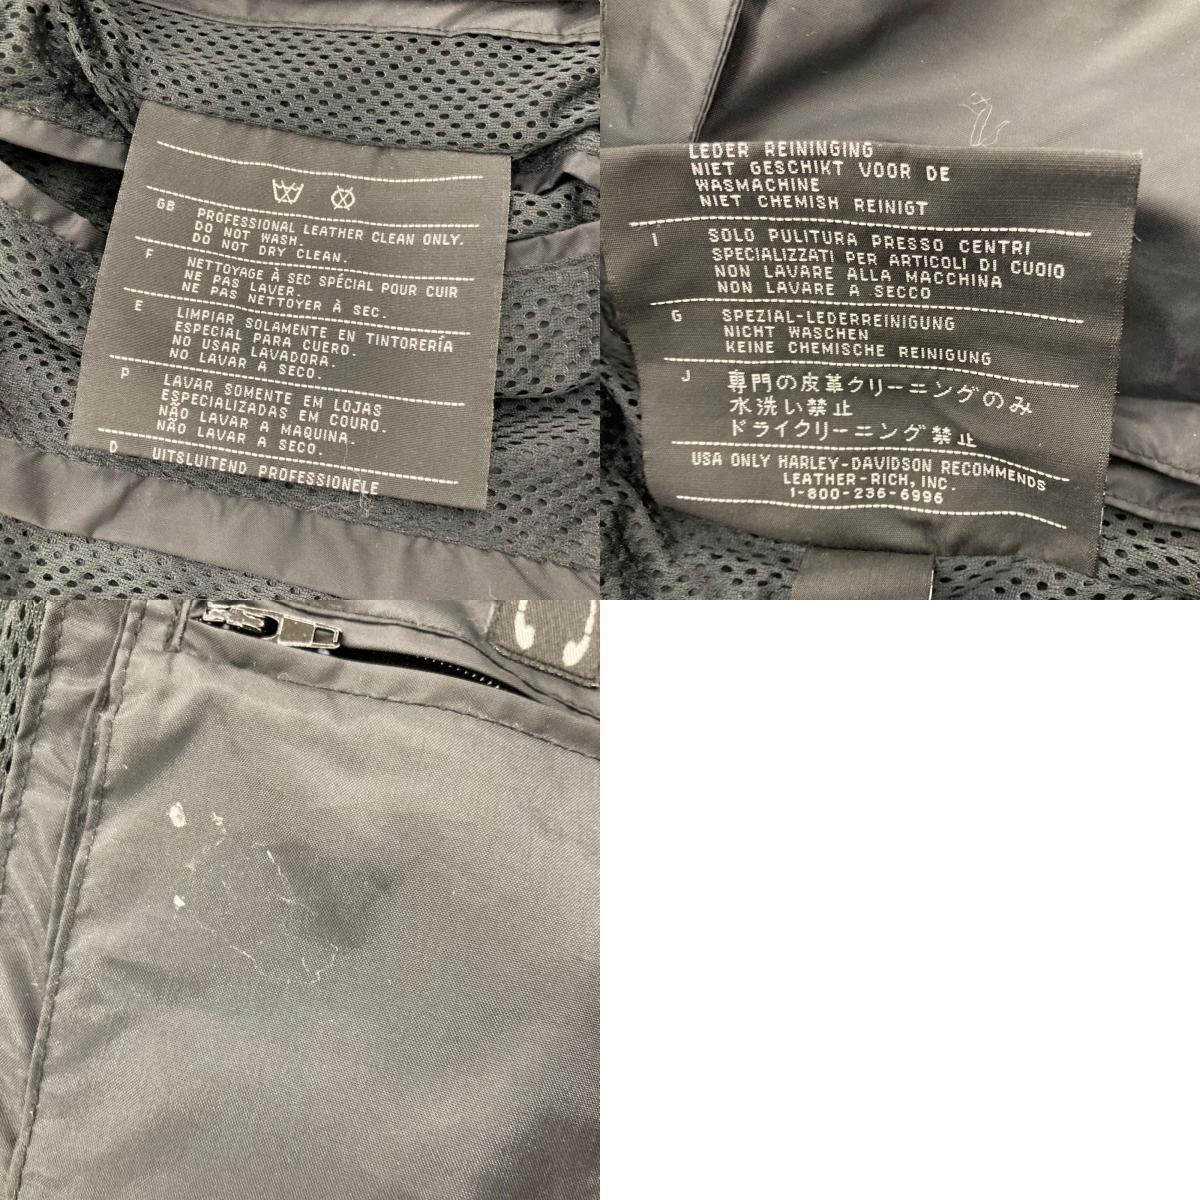 GB PROFESSIONAL LEATHER CLEAN ONLY.
DO NOT WASH.
DO NOT DRY CLEAN.
F NETTOYAGE À SEC SPÉCIAL POUR CUIR
NE PAS LAVER.
NE PAS NETTOYER À SEC.
E LIMPIAR SOLAMENTE EN TINTORERÍA
ESPECIAL PARA CUERO.
NO USAR LAVADORA.
NO LAVAR A SECO.
P LAVAR SOMENTE EM LOJAS
ESPECIALIZADAS EM COURO.
NÃO LAVAR A MAQUINA.
NÃO LAVAR A SECO.
D UITSLUITEND PROFESSIONELE
LEDER REININGING
NIET GESCHIKT VOOR DE
WASMACHINE
NIET CHEMISH REINIGT
I SOLO PULITURA PRESSO CENTRI
SPECIALIZZATI PER ARTICOLI DI CUOIO
NON LAVARE ALLA MACCHINA
NON LAVARE A SECCO
G SPEZIAL-LEDERREINIGUNG
NICHT WASCHEN
KEINE CHEMISCHE REINIGUNG
J 専門の皮革クリーニングのみ
水洗い禁止
ドライクリーニング禁止
USA ONLY HARLEY-DAVIDSON RECOMMENDS
LEATHER-RICH, INC.
1-800-236-6996